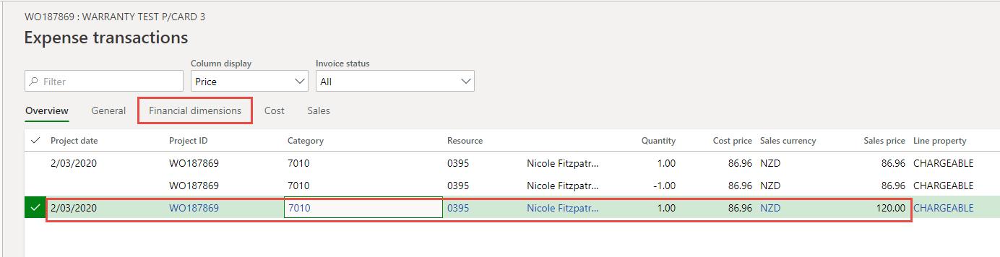 WO187869 : WARRANTY TEST P/CARD 3
Expense transactions
Column display Invoice status
Filter Price All
Overview General Financial dimensions Cost Sales
Project date Project ID Category Resource Quantity Cost price Sales currency Sales price Line property
2/03/2020 WO187869 7010 0395 Nicole Fitzpatr... 1.00 86.96 NZD 86.96 CHARGEABLE
WO187869 7010 0395 Nicole Fitzpatr... -1.00 86.96 NZD 86.96 CHARGEABLE
2/03/2020 WO187869 7010 0395 Nicole Fitzpatr... 1.00 86.96 NZD 120.00 CHARGEABLE